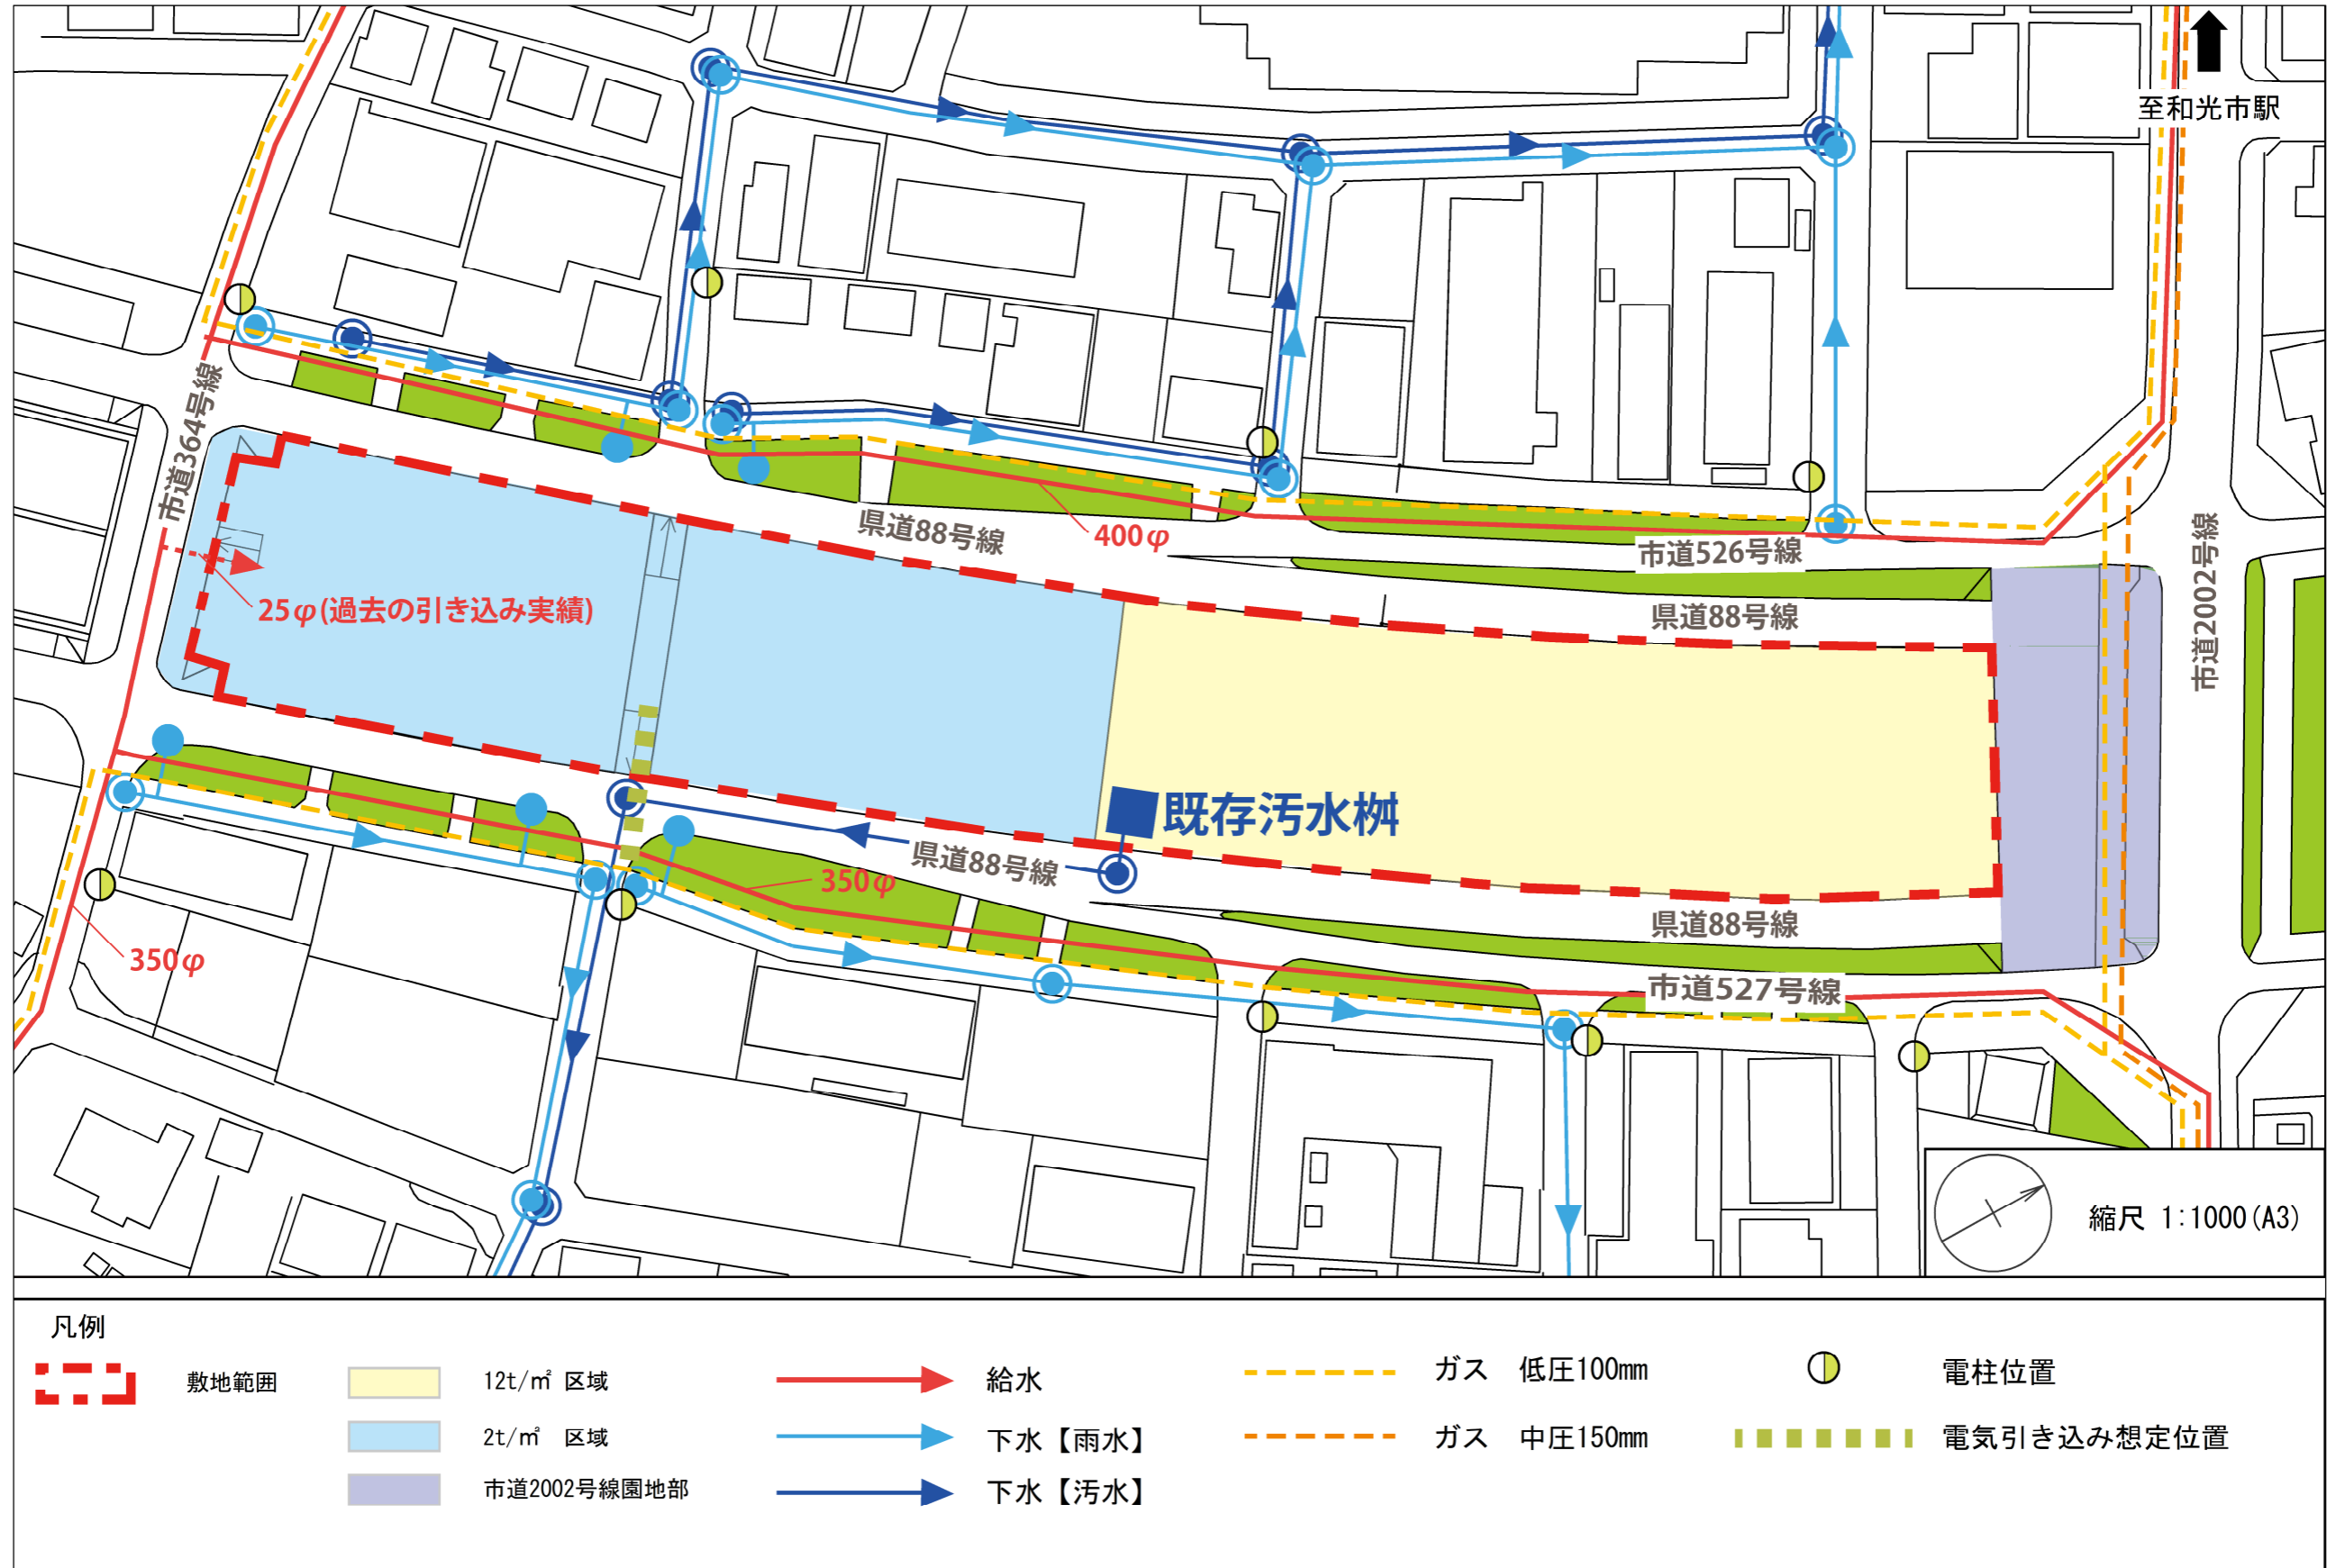 至和光市駅
市道364号線
県道88号線
400φ
市道526号線
25φ(過去の引き込み実績)
県道88号線
市道2002号線
既存汚水桝
県道88号線
350φ
県道88号線
350φ
市道527号線
縮尺 1:1000(A3)
凡例
敷地範囲
12t/㎡ 区域
給水
ガス 低圧100mm
電柱位置
2t/㎡ 区域
下水【雨水】
ガス 中圧150mm
電気引き込み想定位置
市道2002号線園地部
下水【汚水】